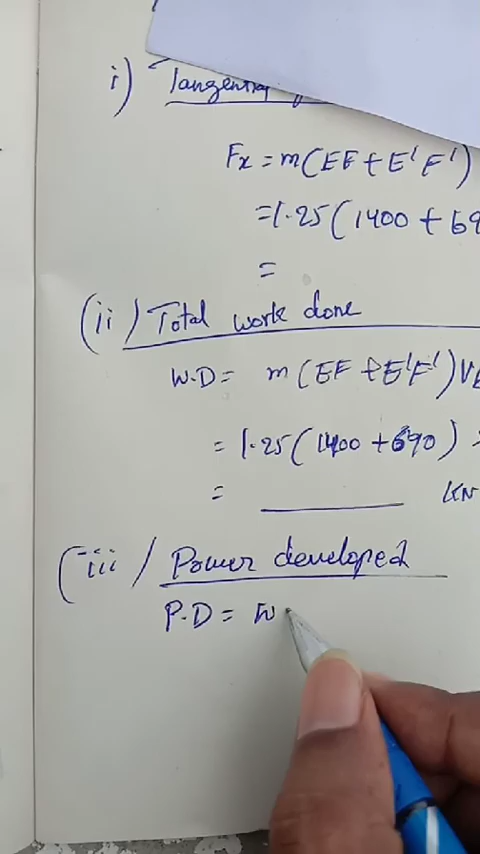 i) Tangential
Fx = m(EF + E'F')
= 1.25(1400 + 69
=
(ii) Total work done
W.D = m(EF + E'F')V
= 1.25(1400 + 690)
= ______ KN
(iii) Power developed
P.D = W.